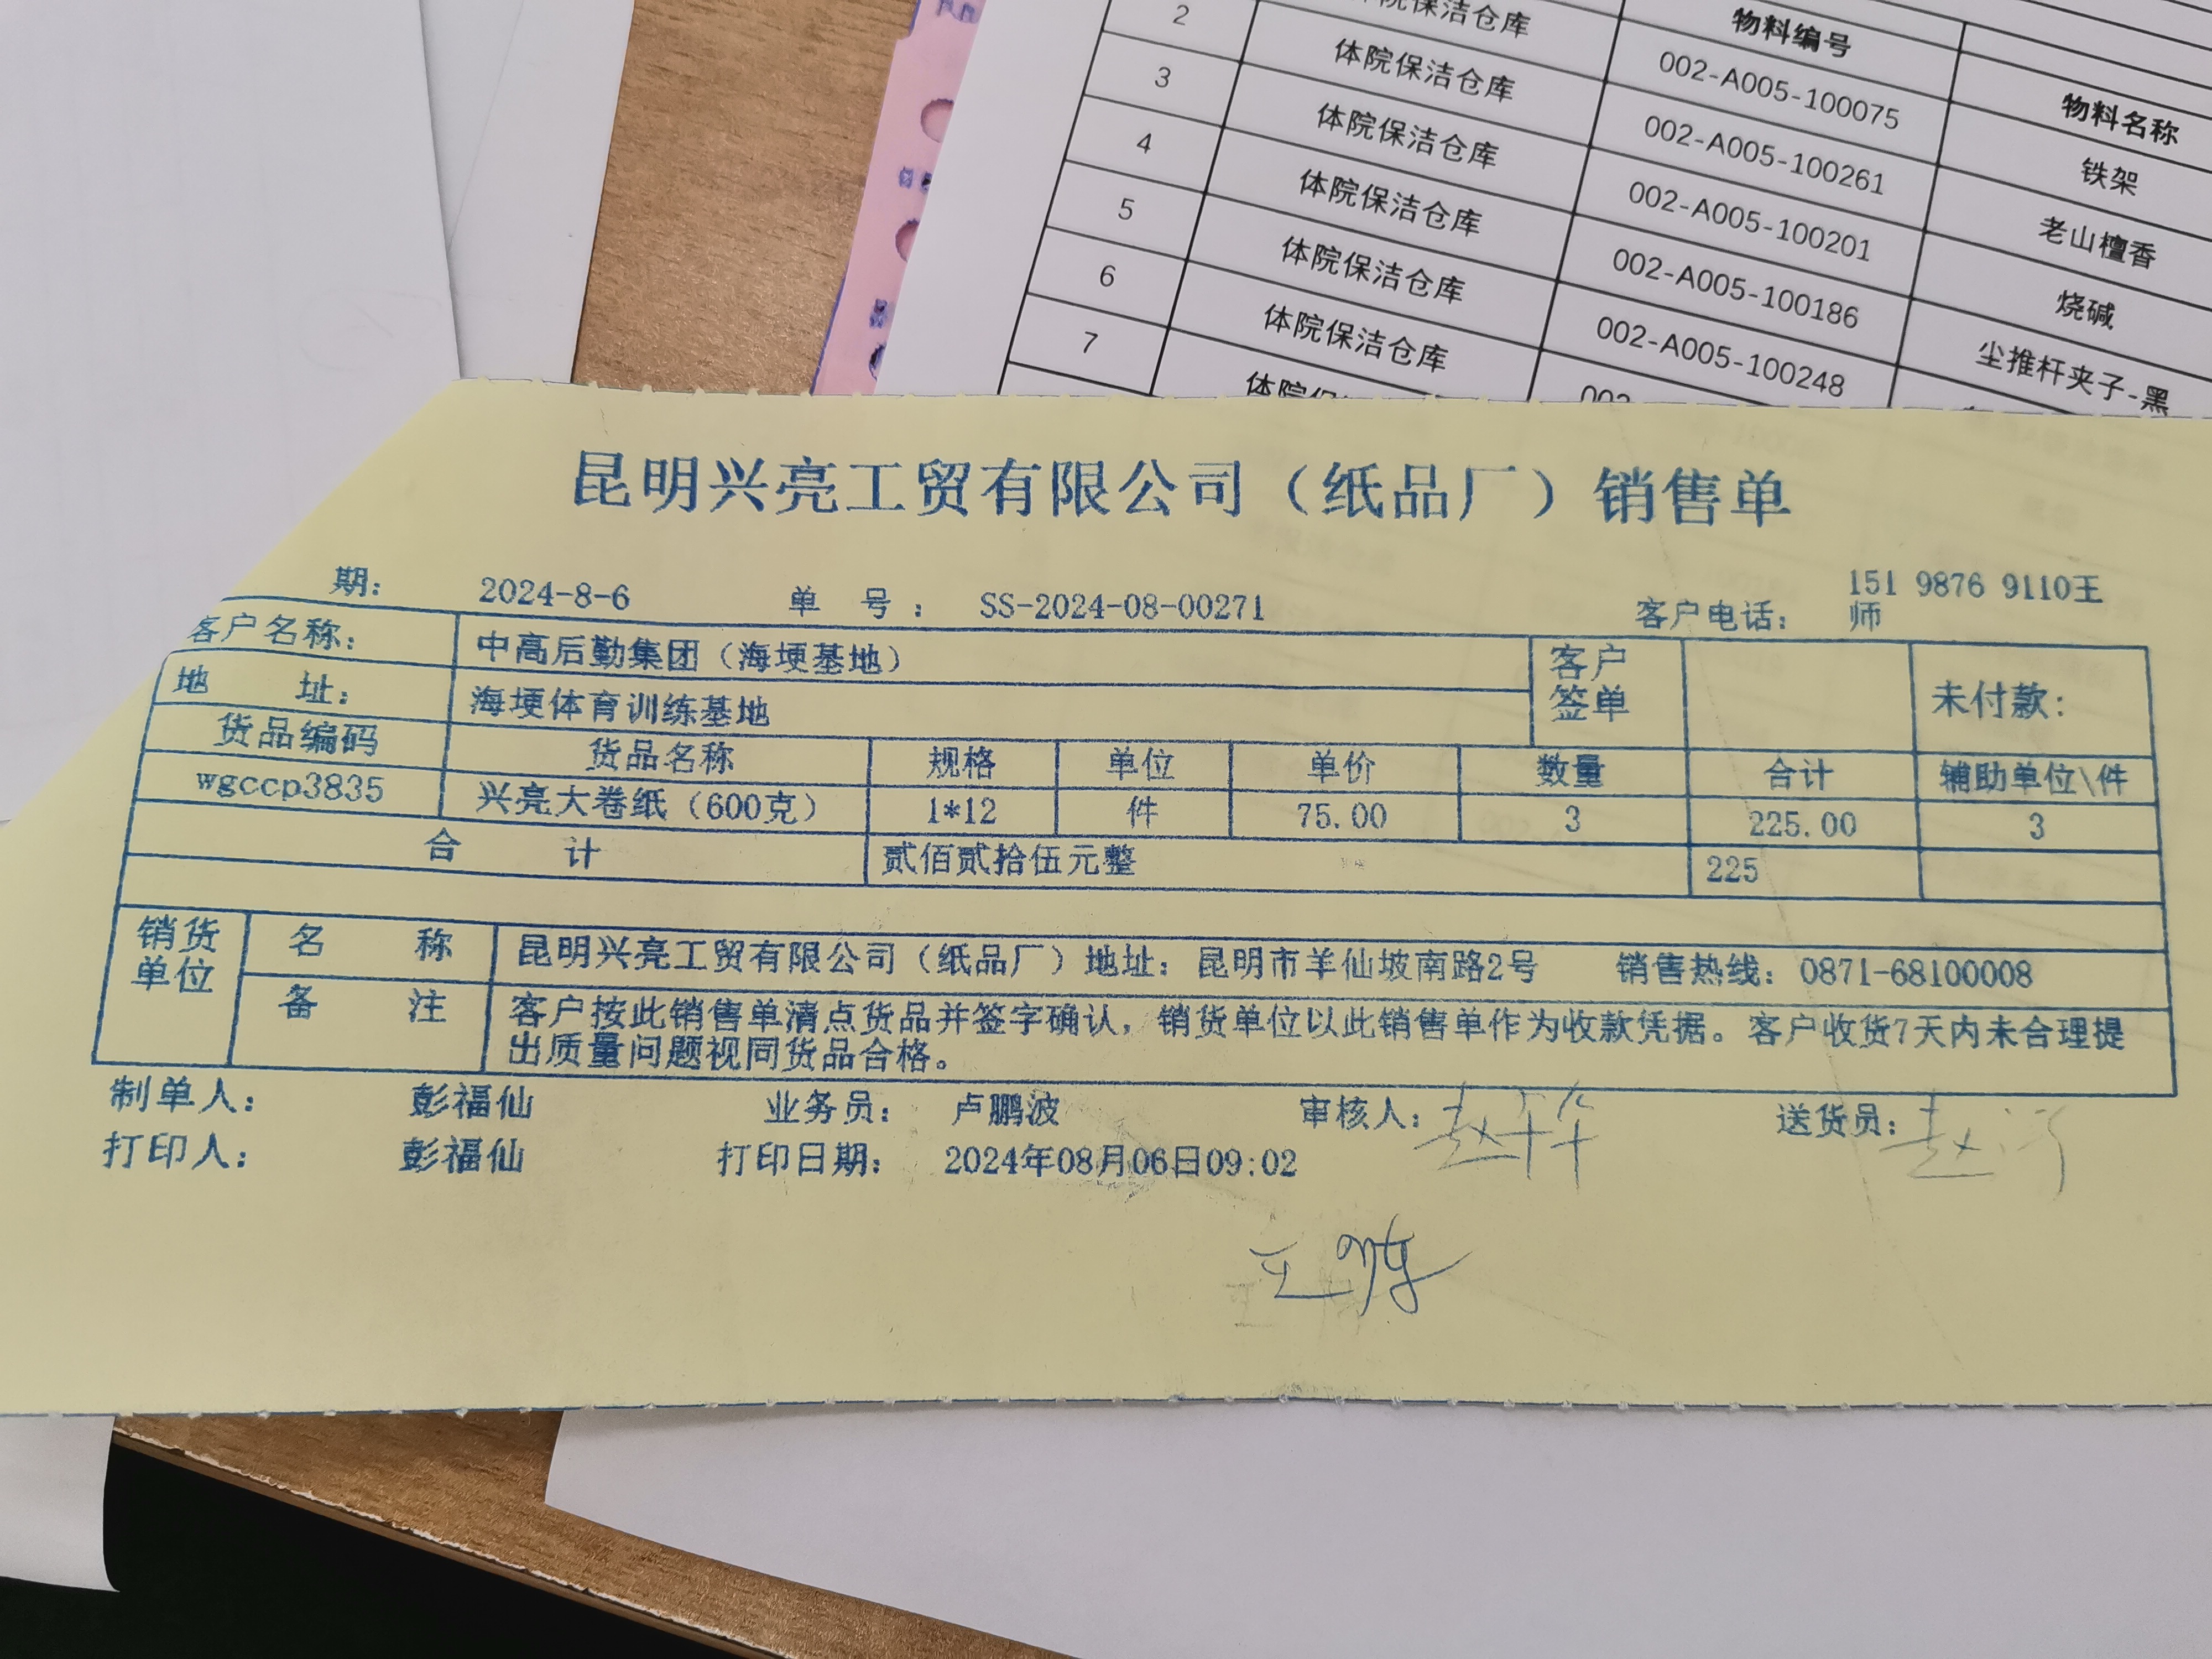 体院保洁仓库
物料编号
物料名称
2 体院保洁仓库 002-A005-100075 铁架
3 体院保洁仓库 002-A005-100261 老山檀香
4 体院保洁仓库 002-A005-100201 烧碱
5 体院保洁仓库 002-A005-100186 尘推杆夹子-黑
6 体院保洁仓库 002-A005-100248
7
昆明兴亮工贸有限公司（纸品厂）销售单
期： 2024-8-6 单 号： SS-2024-08-00271 客户电话： 151 9876 9110王师
客户名称： 中高后勤集团（海埂基地） 客户签单 未付款：
地 址： 海埂体育训练基地
货品编码 货品名称 规格 单位 单价 数量 合计 辅助单位\件
wgccp3835 兴亮大卷纸（600克） 1*12 件 75.00 3 225.00 3
合 计 贰佰贰拾伍元整 225
销货单位 名 称 昆明兴亮工贸有限公司（纸品厂）地址：昆明市羊仙坡南路2号 销售热线：0871-68100008
备 注 客户按此销售单清点货品并签字确认，销货单位以此销售单作为收款凭据。客户收货7天内未合理提
出质量问题视同货品合格。
制单人： 彭福仙 业务员： 卢鹏波 审核人： 送货员：
打印人： 彭福仙 打印日期： 2024年08月06日09:02